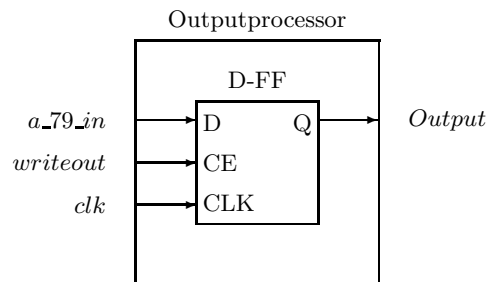 Outputprocessor
D-FF
a_79_in D Q Output
writeout CE
clk CLK